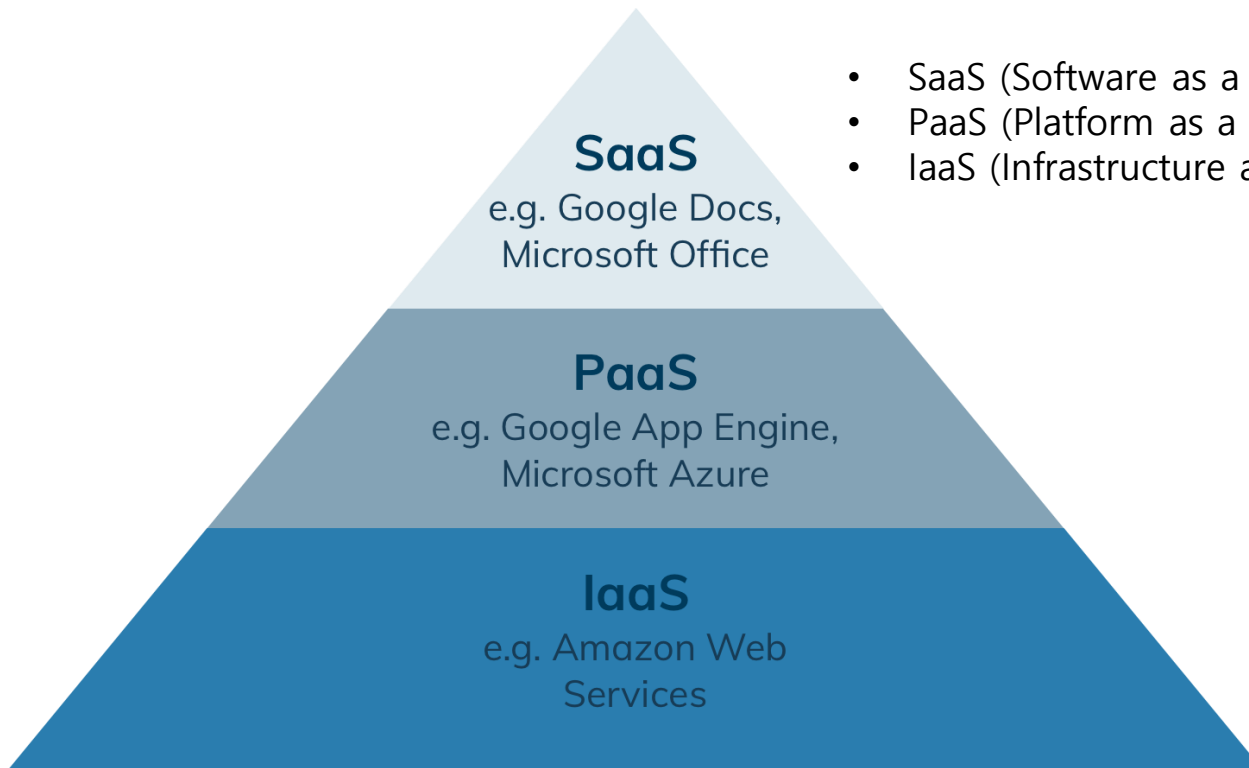 • SaaS (Software as a
• PaaS (Platform as a
• IaaS (Infrastructure
SaaS
e.g. Google Docs,
Microsoft Office
PaaS
e.g. Google App Engine,
Microsoft Azure
IaaS
e.g. Amazon Web
Services